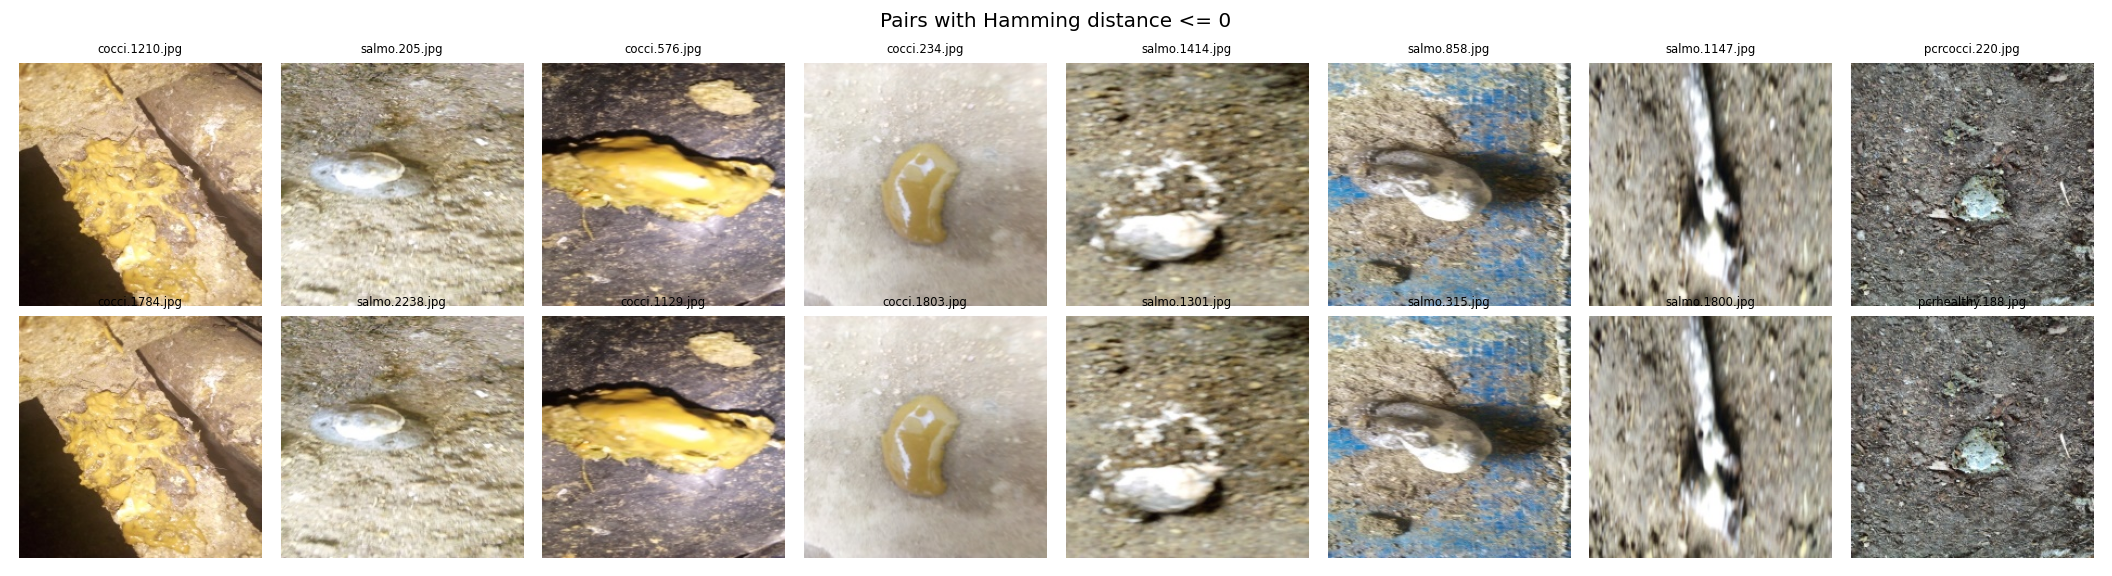 Pairs with Hamming distance <= 0
cocci.1210.jpg salmo.205.jpg cocci.576.jpg cocci.234.jpg salmo.1414.jpg salmo.858.jpg salmo.1147.jpg pcrcocci.220.jpg
cocci.1784.jpg salmo.2238.jpg cocci.1129.jpg cocci.1803.jpg salmo.1301.jpg salmo.315.jpg salmo.1800.jpg pcrhealthy.188.jpg